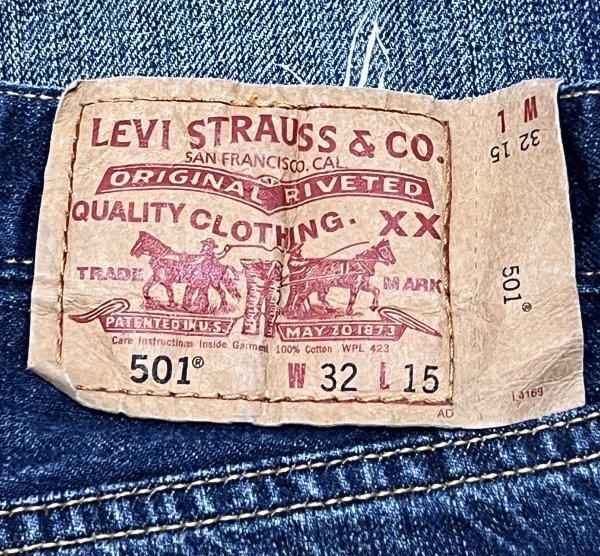 LEVI STRAUSS & CO.
SAN FRANCISCO, CAL.
ORIGINAL RIVETED
QUALITY CLOTHING. XX
TRADE MARK
PATENTED IN U.S. MAY 20 1873
Care Instructions Inside Garment 100% Cotton WPL 423
501® W 32 L 15
AD
W L
32 15
501®
L4169